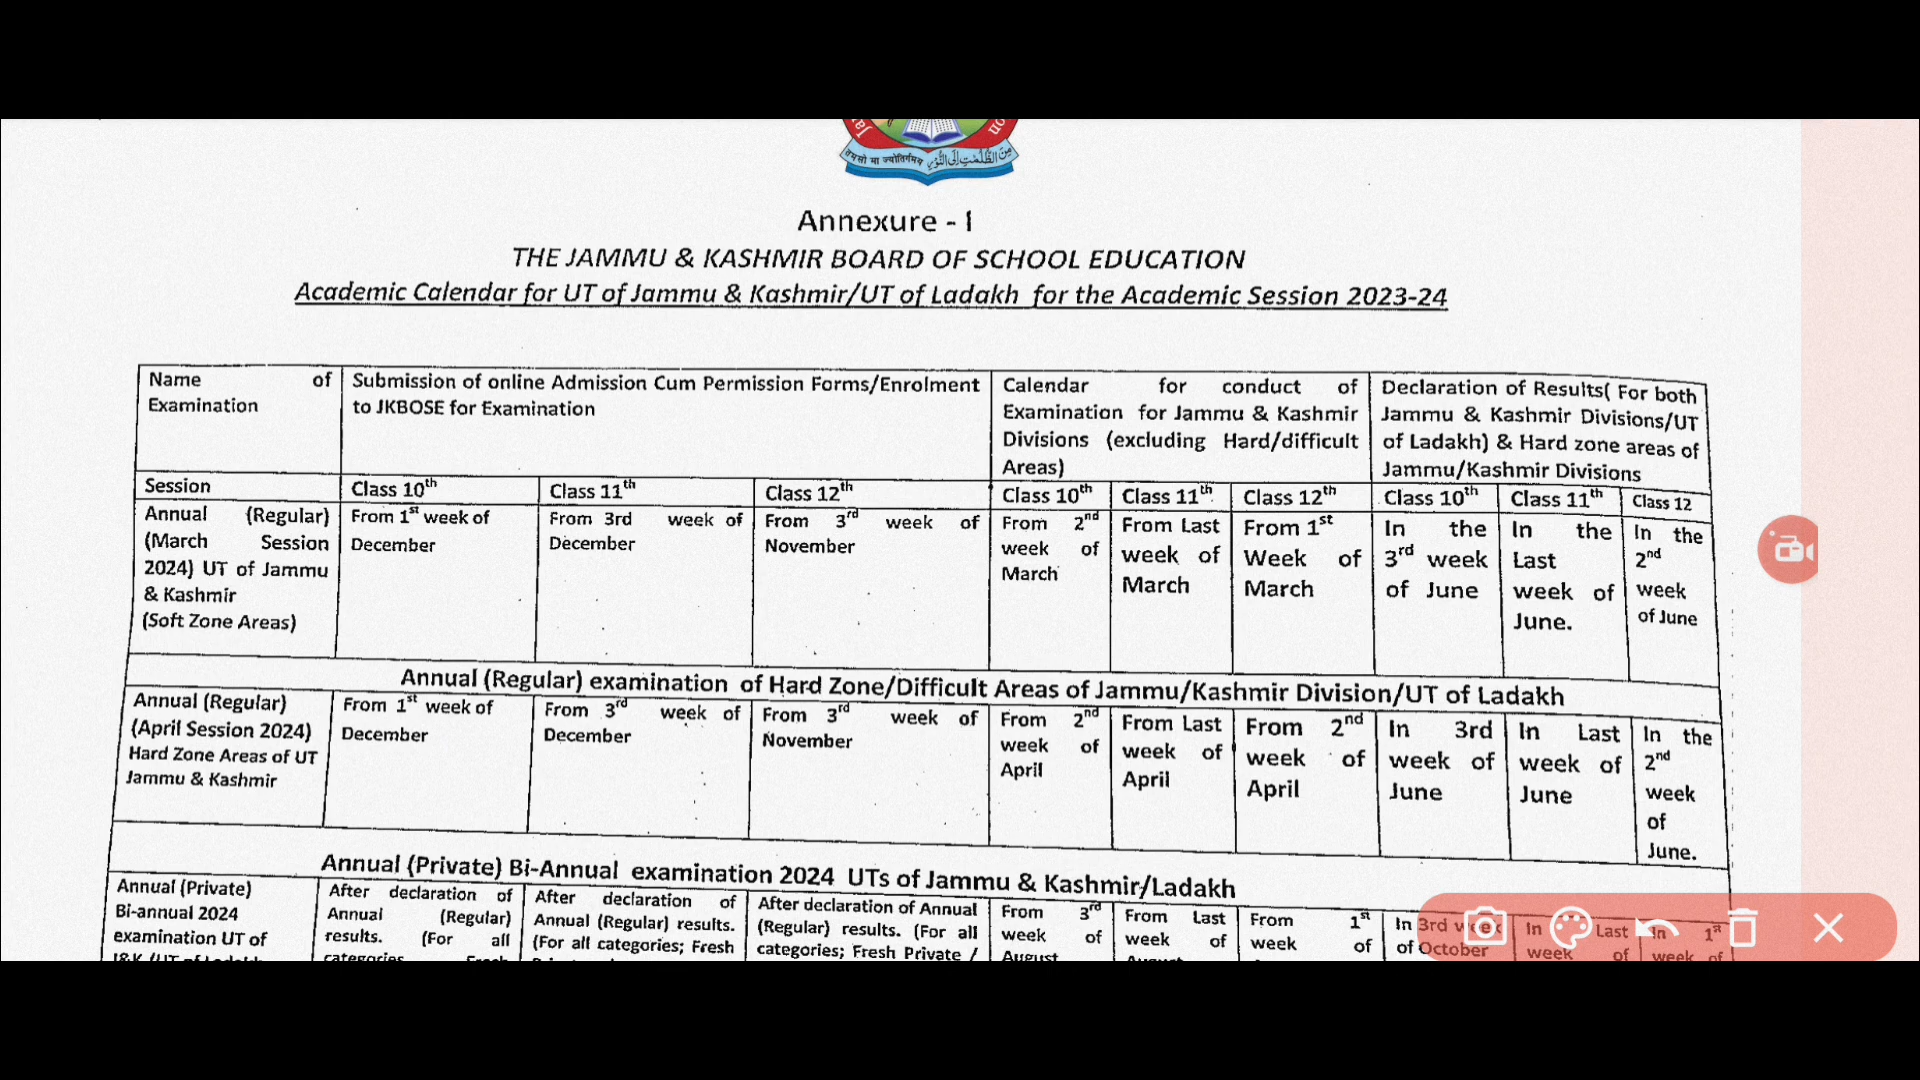 तमसो मा ज्योतिर्गमय مِنَ الظُّلُمٰتِ اِلَی النُّوْر
Annexure - I
THE JAMMU & KASHMIR BOARD OF SCHOOL EDUCATION
Academic Calendar for UT of Jammu & Kashmir/UT of Ladakh for the Academic Session 2023-24
Name of
Examination
Submission of online Admission Cum Permission Forms/Enrolment
to JKBOSE for Examination
Calendar for conduct of
Examination for Jammu & Kashmir
Divisions (excluding Hard/difficult
Areas)
Declaration of Results( For both
Jammu & Kashmir Divisions/UT
of Ladakh) & Hard zone areas of
Jammu/Kashmir Divisions
Session
Class 10th
Class 11th
Class 12th
Class 10th
Class 11th
Class 12th
Class 10th
Class 11th
Class 12
Annual (Regular)
(March Session
2024) UT of Jammu
& Kashmir
(Soft Zone Areas)
From 1st week of
December
From 3rd week of
December
From 3rd week of
November
From 2nd
week of
March
From Last
week of
March
From 1st
Week of
March
In the
3rd week
of June
In the
Last
week of
June.
In the
2nd
week
of June
Annual (Regular) examination of Hard Zone/Difficult Areas of Jammu/Kashmir Division/UT of Ladakh
Annual (Regular)
(April Session 2024)
Hard Zone Areas of UT
Jammu & Kashmir
From 1st week of
December
From 3rd week of
December
From 3rd week of
November
From 2nd
week of
April
From Last
week of
April
From 2nd
week of
April
In 3rd
week of
June
In Last
week of
June
In the
2nd
week
of
June.
Annual (Private) Bi-Annual examination 2024 UTs of Jammu & Kashmir/Ladakh
Annual (Private)
Bi-annual 2024
examination UT of
After declaration of
Annual (Regular)
results. (For all
categories Fresh
After declaration of
Annual (Regular) results.
(For all categories; Fresh
After declaration of Annual
(Regular) results. (For all
categories; Fresh Private /
From 3rd
week of
August
From Last
week of
August
From 1st
week of
In 3rd week
of October
In Last
week of
In 1st
week of